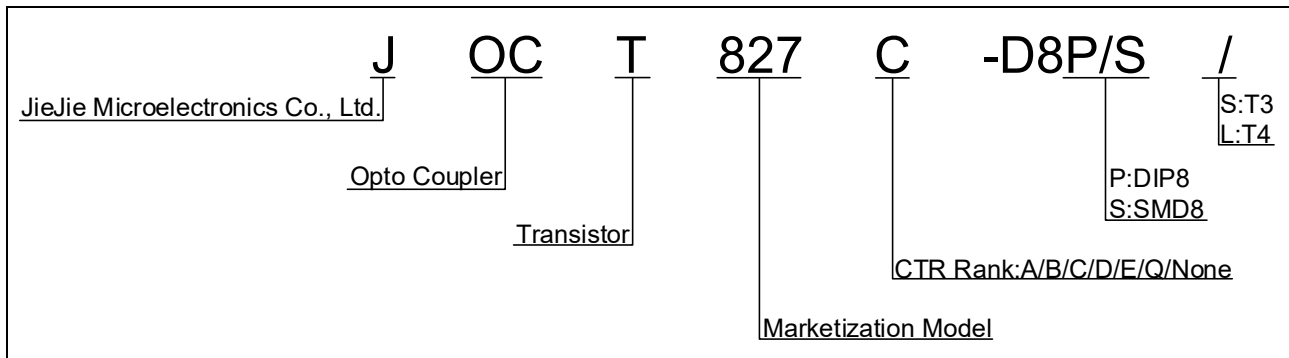 J OC T 827 C -D8P/S /
JieJie Microelectronics Co., Ltd.
S:T3
L:T4
Opto Coupler
P:DIP8
S:SMD8
Transistor
CTR Rank:A/B/C/D/E/Q/None
Marketization Model